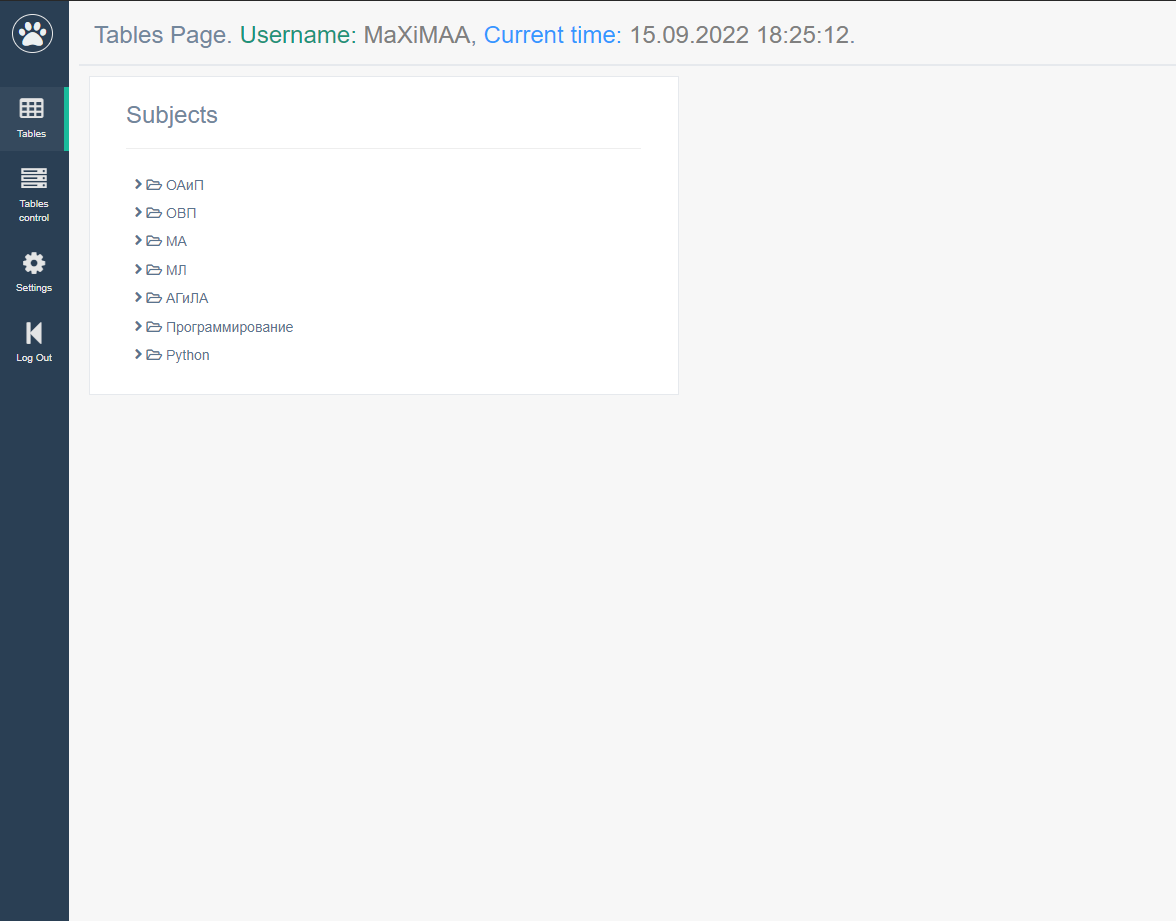 Tables Page. Username: MaXiMAA, Current time: 15.09.2022 18:25:12.
Tables
Tables
control
Settings
Log Out
Subjects
ОАиП
ОВП
МА
МЛ
АГиЛА
Программирование
Python